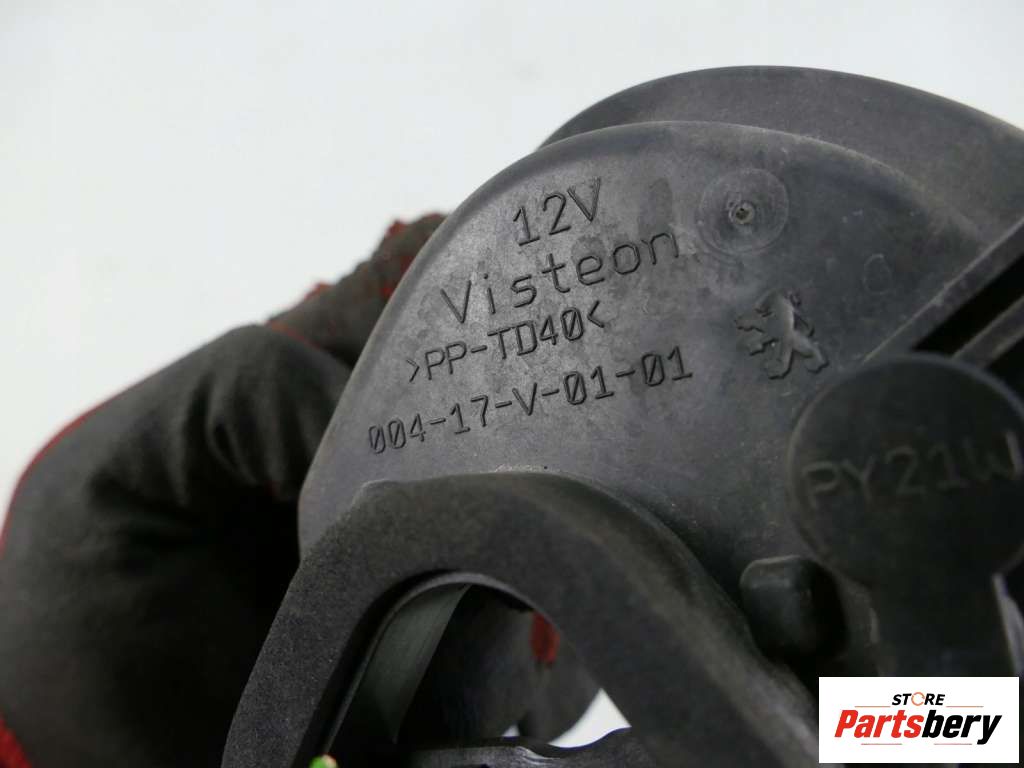 12V
Visteon
>PP-TD40<
004-17-V-01-01
PY21W
STORE
Partsbery